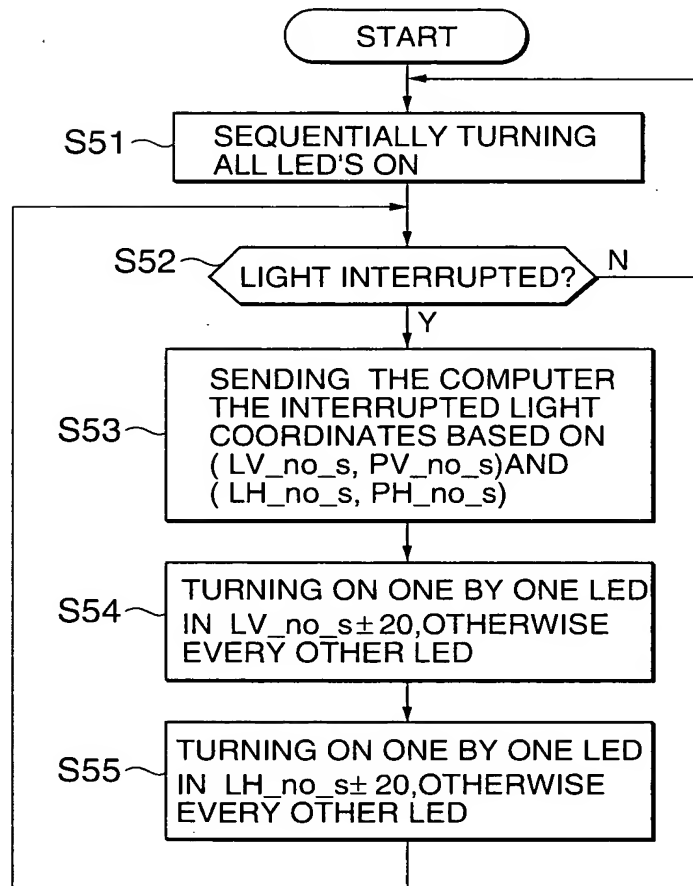 START
S51
SEQUENTIALLY TURNING
ALL LED'S ON
S52
LIGHT INTERRUPTED?
N
Y
S53
SENDING THE COMPUTER
THE INTERRUPTED LIGHT
COORDINATES BASED ON
( LV_no_s, PV_no_s)AND
( LH_no_s, PH_no_s)
S54
TURNING ON ONE BY ONE LED
IN LV_no_s±20,OTHERWISE
EVERY OTHER LED
S55
TURNING ON ONE BY ONE LED
IN LH_no_s±20,OTHERWISE
EVERY OTHER LED